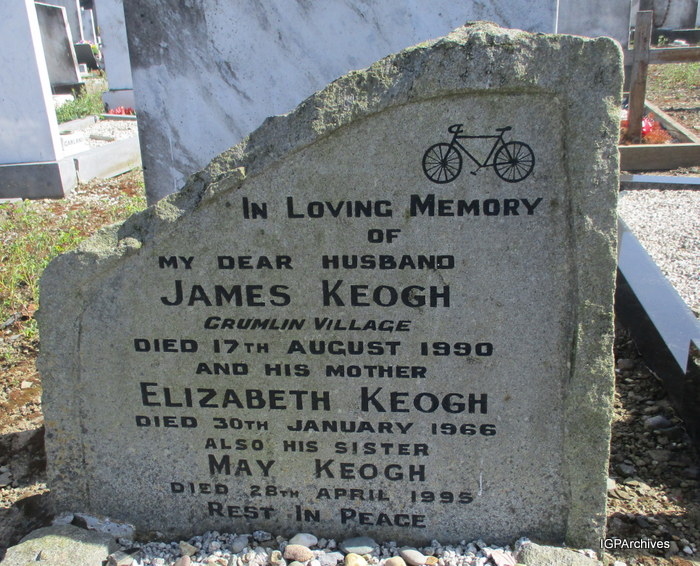 IN LOVING MEMORY
OF
MY DEAR HUSBAND
JAMES KEOGH
CRUMLIN VILLAGE
DIED 17TH AUGUST 1990
AND HIS MOTHER
ELIZABETH KEOGH
DIED 30TH JANUARY 1966
ALSO HIS SISTER
MAY KEOGH
DIED 28TH APRIL 1995
REST IN PEACE
IGPArchives